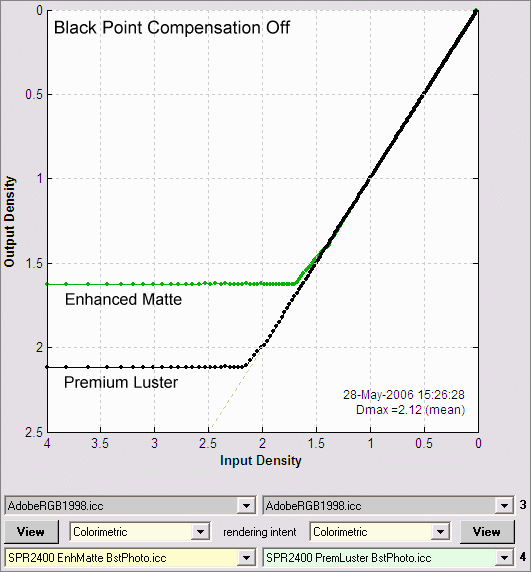 Black Point Compensation Off
0
0.5
1
1.5
2
2.5
Output Density
Enhanced Matte
Premium Luster
28-May-2006 15:26:28
Dmax =2.12 (mean)
4 3.5 3 2.5 2 1.5 1 0.5 0
Input Density
AdobeRGB1998.icc AdobeRGB1998.icc 3
View Colorimetric rendering intent Colorimetric View
SPR2400 EnhMatte BstPhoto.icc SPR2400 PremLuster BstPhoto.icc 4